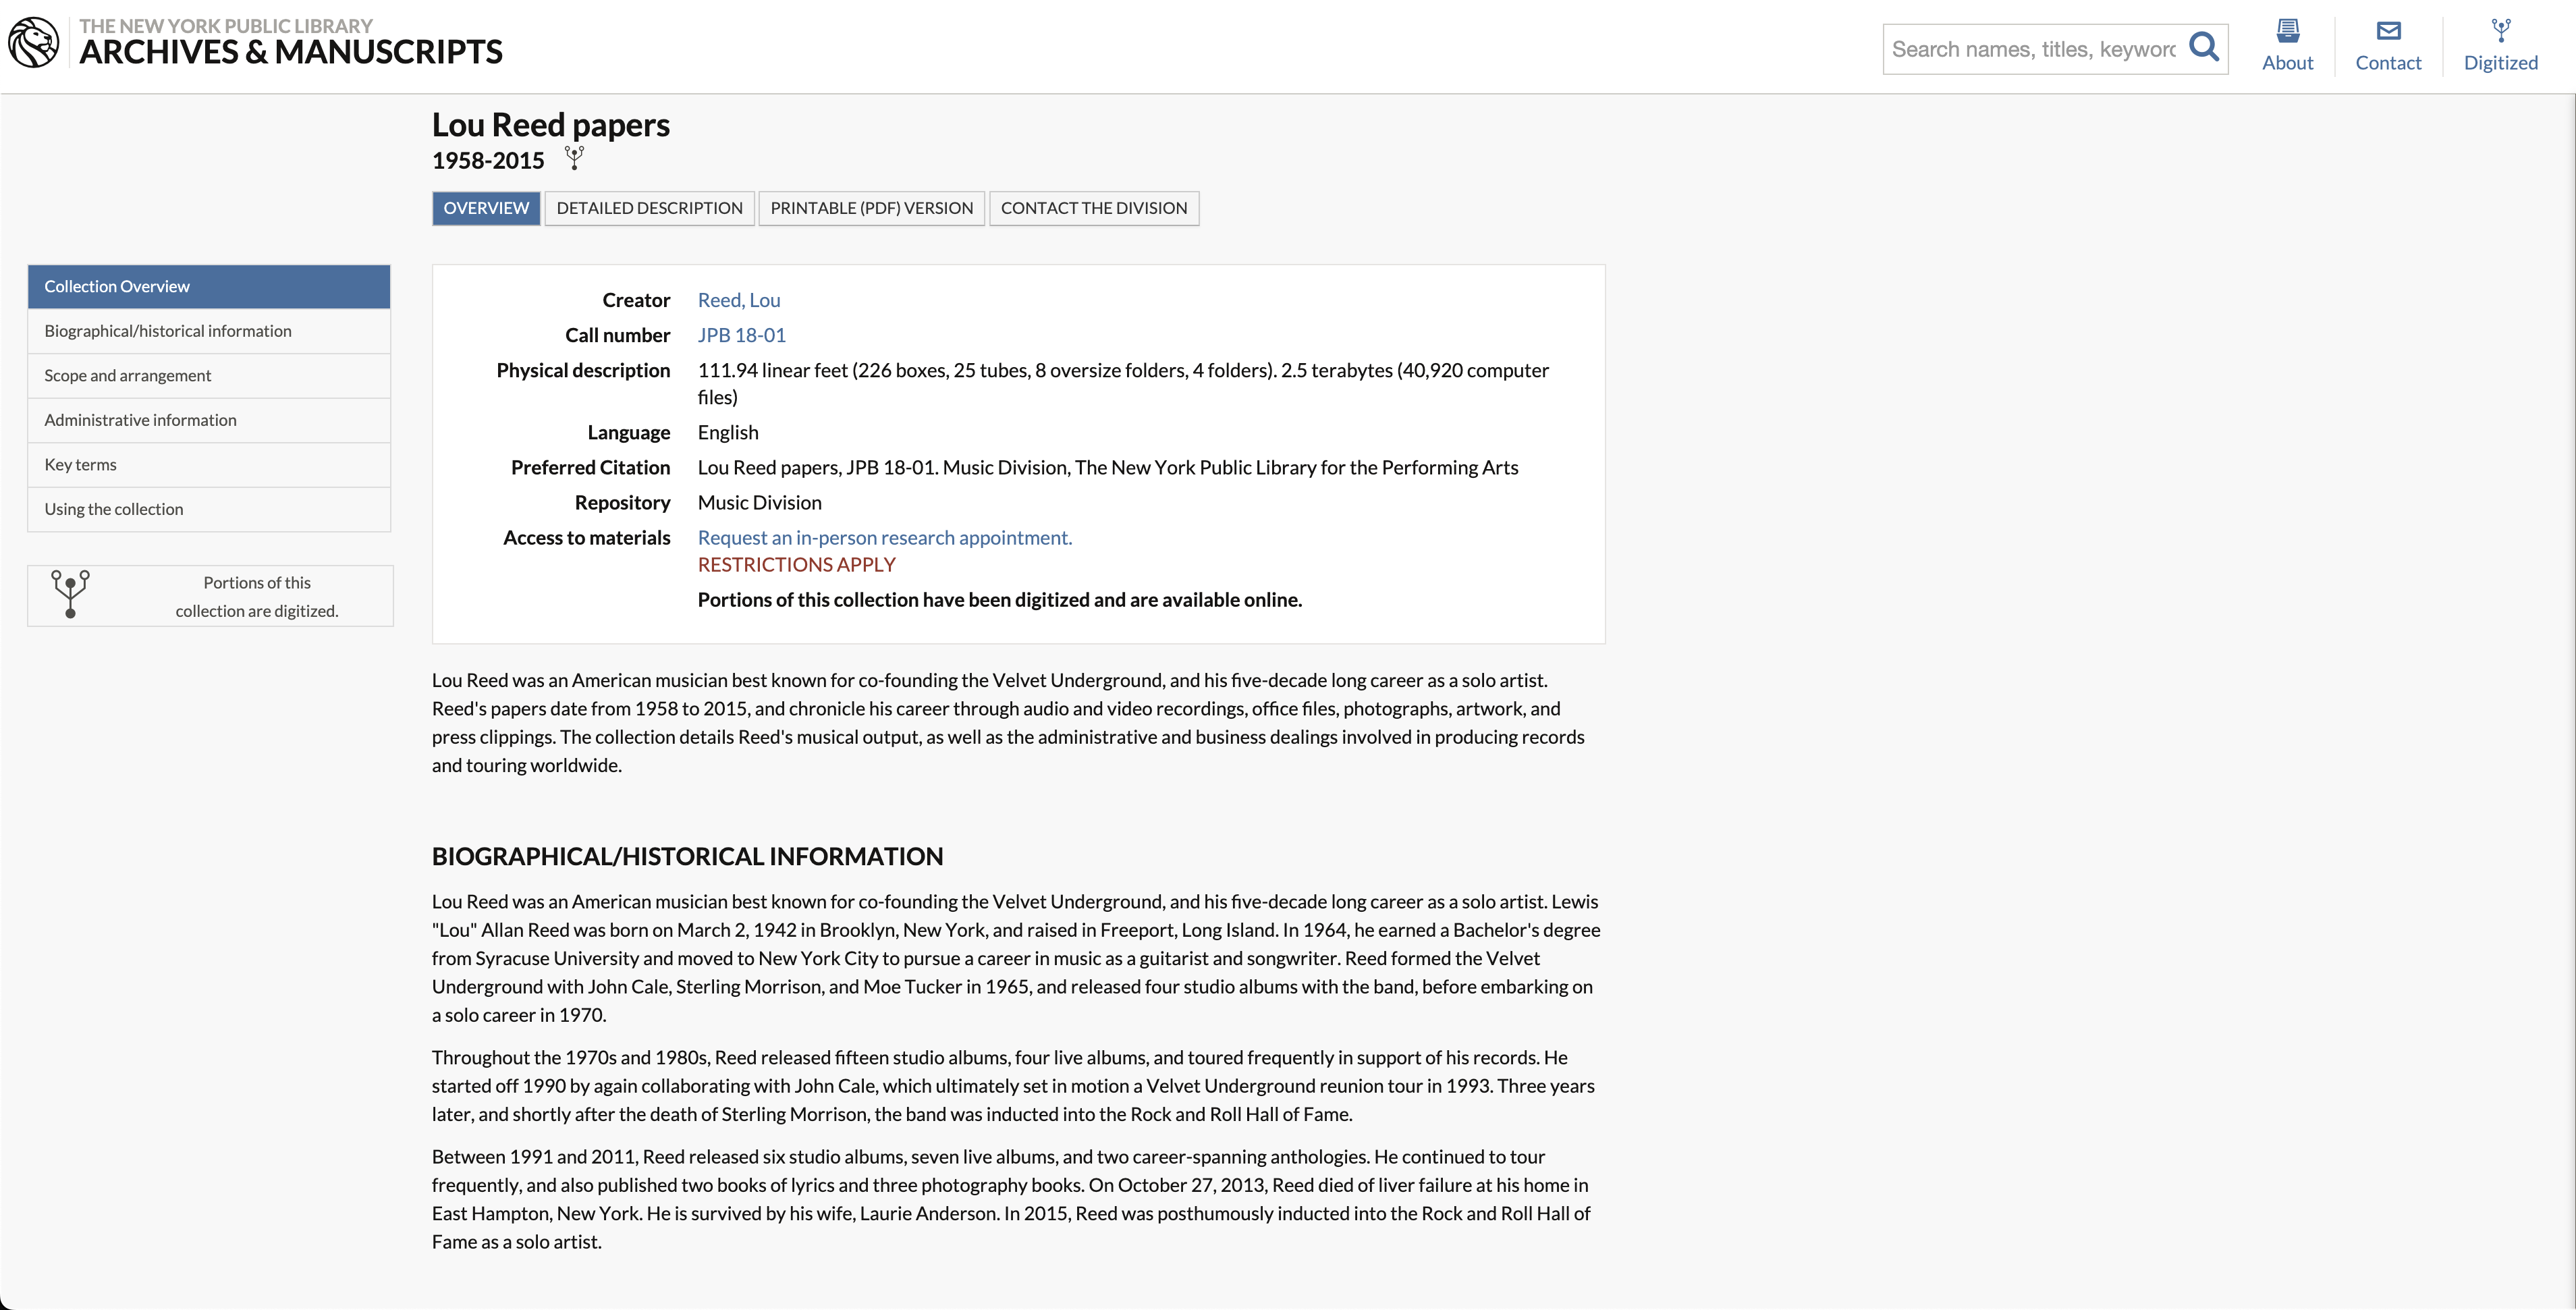 THE NEW YORK PUBLIC LIBRARY
ARCHIVES & MANUSCRIPTS
Search names, titles, keyword
About
Contact
Digitized
Lou Reed papers
1958-2015
OVERVIEW
DETAILED DESCRIPTION
PRINTABLE (PDF) VERSION
CONTACT THE DIVISION
Collection Overview
Biographical/historical information
Scope and arrangement
Administrative information
Key terms
Using the collection
Portions of this
collection are digitized.
Creator Reed, Lou
Call number JPB 18-01
Physical description 111.94 linear feet (226 boxes, 25 tubes, 8 oversize folders, 4 folders). 2.5 terabytes (40,920 computer
files)
Language English
Preferred Citation Lou Reed papers, JPB 18-01. Music Division, The New York Public Library for the Performing Arts
Repository Music Division
Access to materials Request an in-person research appointment.
RESTRICTIONS APPLY
Portions of this collection have been digitized and are available online.
Lou Reed was an American musician best known for co-founding the Velvet Underground, and his five-decade long career as a solo artist.
Reed's papers date from 1958 to 2015, and chronicle his career through audio and video recordings, office files, photographs, artwork, and
press clippings. The collection details Reed's musical output, as well as the administrative and business dealings involved in producing records
and touring worldwide.
BIOGRAPHICAL/HISTORICAL INFORMATION
Lou Reed was an American musician best known for co-founding the Velvet Underground, and his five-decade long career as a solo artist. Lewis
"Lou" Allan Reed was born on March 2, 1942 in Brooklyn, New York, and raised in Freeport, Long Island. In 1964, he earned a Bachelor's degree
from Syracuse University and moved to New York City to pursue a career in music as a guitarist and songwriter. Reed formed the Velvet
Underground with John Cale, Sterling Morrison, and Moe Tucker in 1965, and released four studio albums with the band, before embarking on
a solo career in 1970.
Throughout the 1970s and 1980s, Reed released fifteen studio albums, four live albums, and toured frequently in support of his records. He
started off 1990 by again collaborating with John Cale, which ultimately set in motion a Velvet Underground reunion tour in 1993. Three years
later, and shortly after the death of Sterling Morrison, the band was inducted into the Rock and Roll Hall of Fame.
Between 1991 and 2011, Reed released six studio albums, seven live albums, and two career-spanning anthologies. He continued to tour
frequently, and also published two books of lyrics and three photography books. On October 27, 2013, Reed died of liver failure at his home in
East Hampton, New York. He is survived by his wife, Laurie Anderson. In 2015, Reed was posthumously inducted into the Rock and Roll Hall of
Fame as a solo artist.